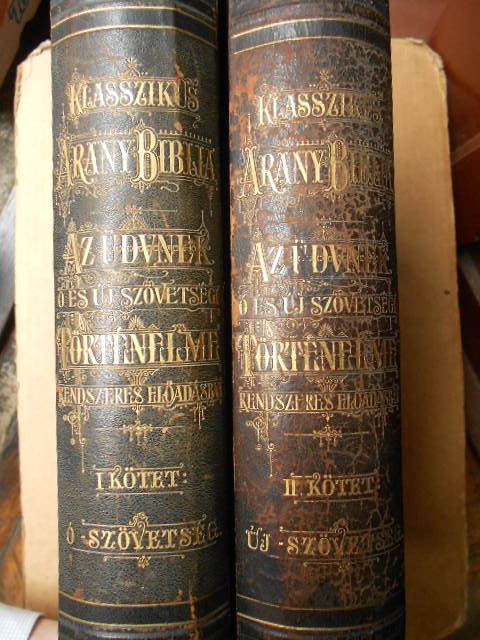 KLASSZIKUS
ARANY BIBLIA
AZ ÜDVNEK
Ó ÉS ÚJ SZÖVETSÉGI
TÖRTÉNELME
RENDSZERES ELŐADÁSBAN
I KÖTET:
Ó-SZÖVETSÉG.
KLASSZIKUS
ARANY BIBLIA
AZ ÜDVNEK
Ó ÉS ÚJ SZÖVETSÉGI
TÖRTÉNELME
RENDSZERES ELŐADÁSBAN
II KÖTET:
ÚJ-SZÖVETSÉG.